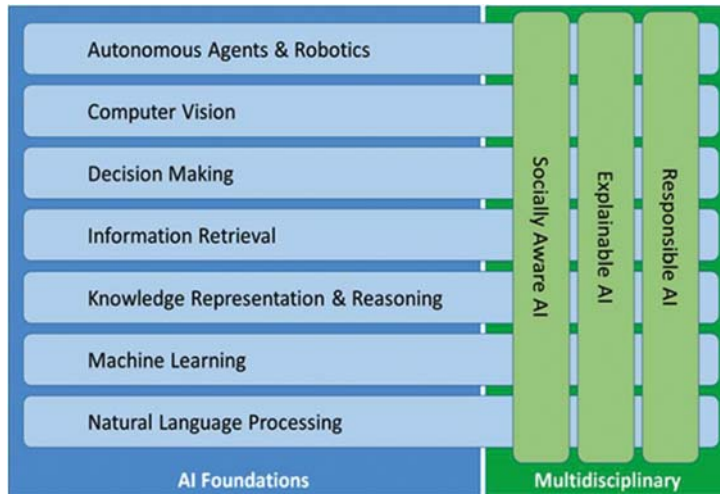 Autonomous Agents & Robotics
Computer Vision
Decision Making
Information Retrieval
Knowledge Representation & Reasoning
Machine Learning
Natural Language Processing
Socially Aware AI
Explainable AI
Responsible AI
AI Foundations
Multidisciplinary